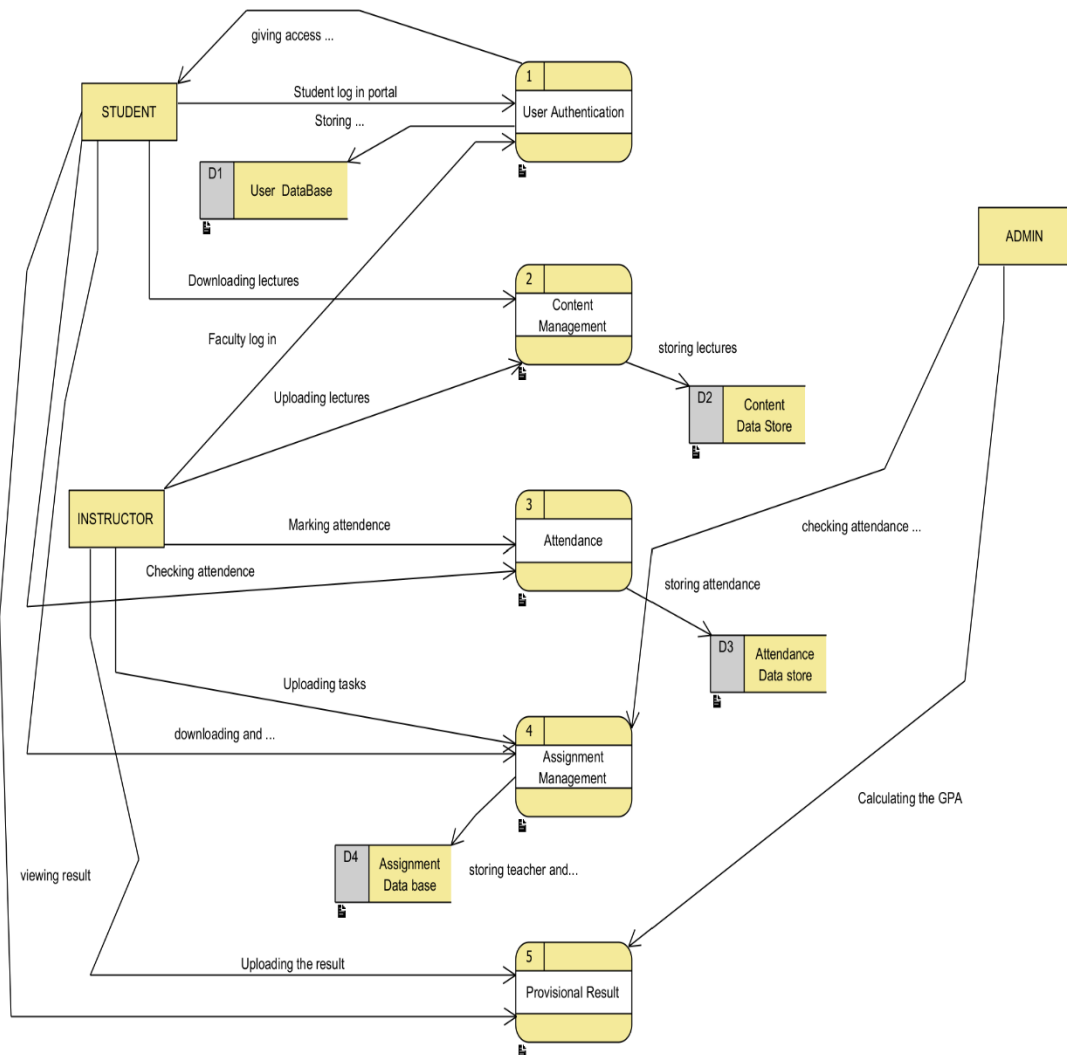 giving access ...
1
User Authentication
STUDENT
Student log in portal
Storing ...
D1
User DataBase
ADMIN
2
Content
Management
Downloading lectures
Faculty log in
storing lectures
Uploading lectures
D2
Content
Data Store
3
Attendance
INSTRUCTOR
Marking attendence
checking attendance ...
Checking attendence
storing attendance
D3
Attendance
Data store
Uploading tasks
4
Assignment
Management
downloading and ...
Calculating the GPA
D4
Assignment
Data base
storing teacher and...
viewing result
5
Provisional Result
Uploading the result